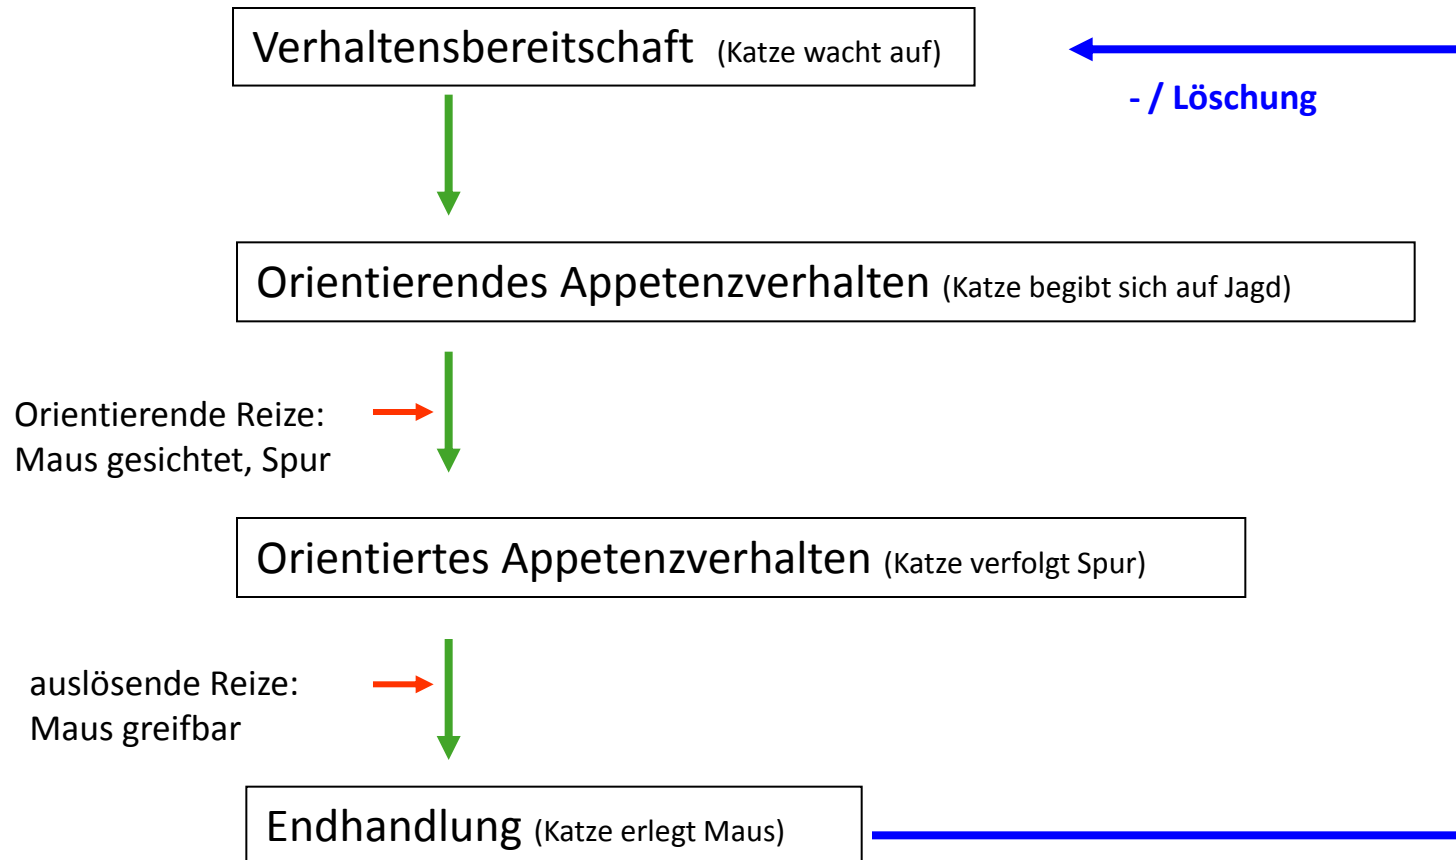 Verhaltensbereitschaft (Katze wacht auf)
- / Löschung
Orientierendes Appetenzverhalten (Katze begibt sich auf Jagd)
Orientierende Reize:
Maus gesichtet, Spur
Orientiertes Appetenzverhalten (Katze verfolgt Spur)
auslösende Reize:
Maus greifbar
Endhandlung (Katze erlegt Maus)